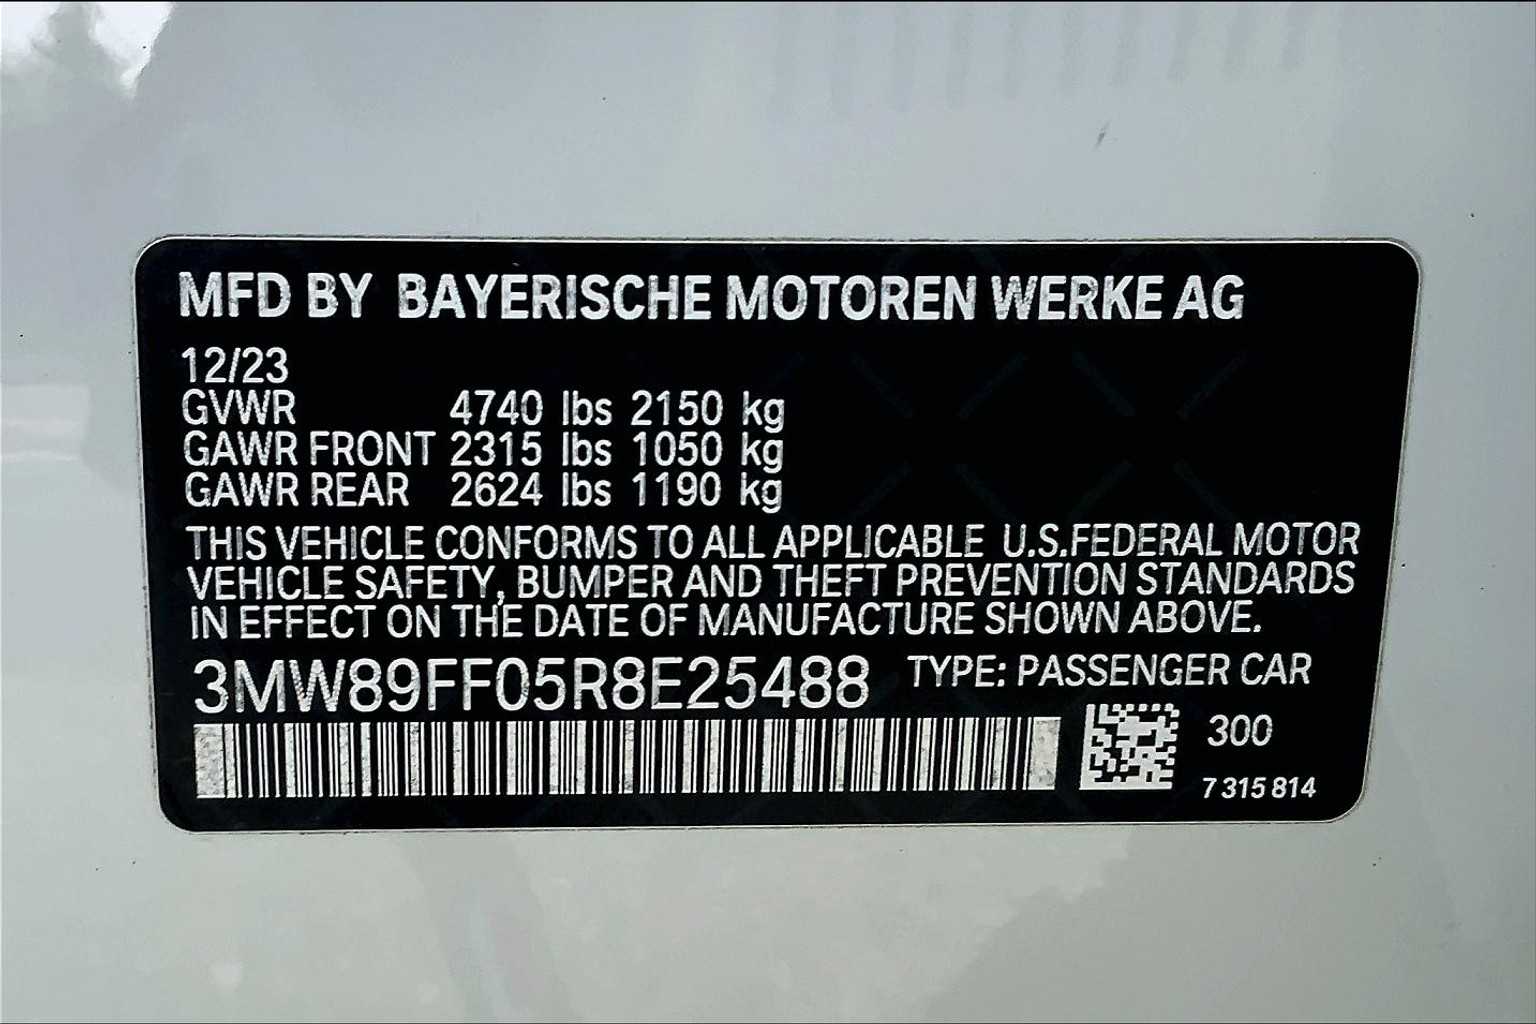 MFD BY BAYERISCHE MOTOREN WERKE AG
12/23
GVWR 4740 lbs 2150 kg
GAWR FRONT 2315 lbs 1050 kg
GAWR REAR 2624 lbs 1190 kg
THIS VEHICLE CONFORMS TO ALL APPLICABLE U.S.FEDERAL MOTOR
VEHICLE SAFETY, BUMPER AND THEFT PREVENTION STANDARDS
IN EFFECT ON THE DATE OF MANUFACTURE SHOWN ABOVE.
3MW89FF05R8E25488 TYPE: PASSENGER CAR
300
7 315 814